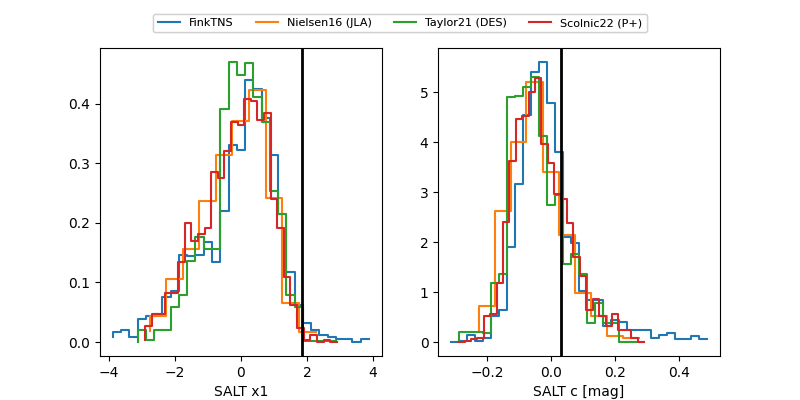 FinkTNS Nielsen16 (JLA) Taylor21 (DES) Scolnic22 (P+)
0.4
0.3
0.2
0.1
0.0
−4 −2 0 2 4
SALT x1
5
4
3
2
1
0
−0.2 0.0 0.2 0.4
SALT c [mag]